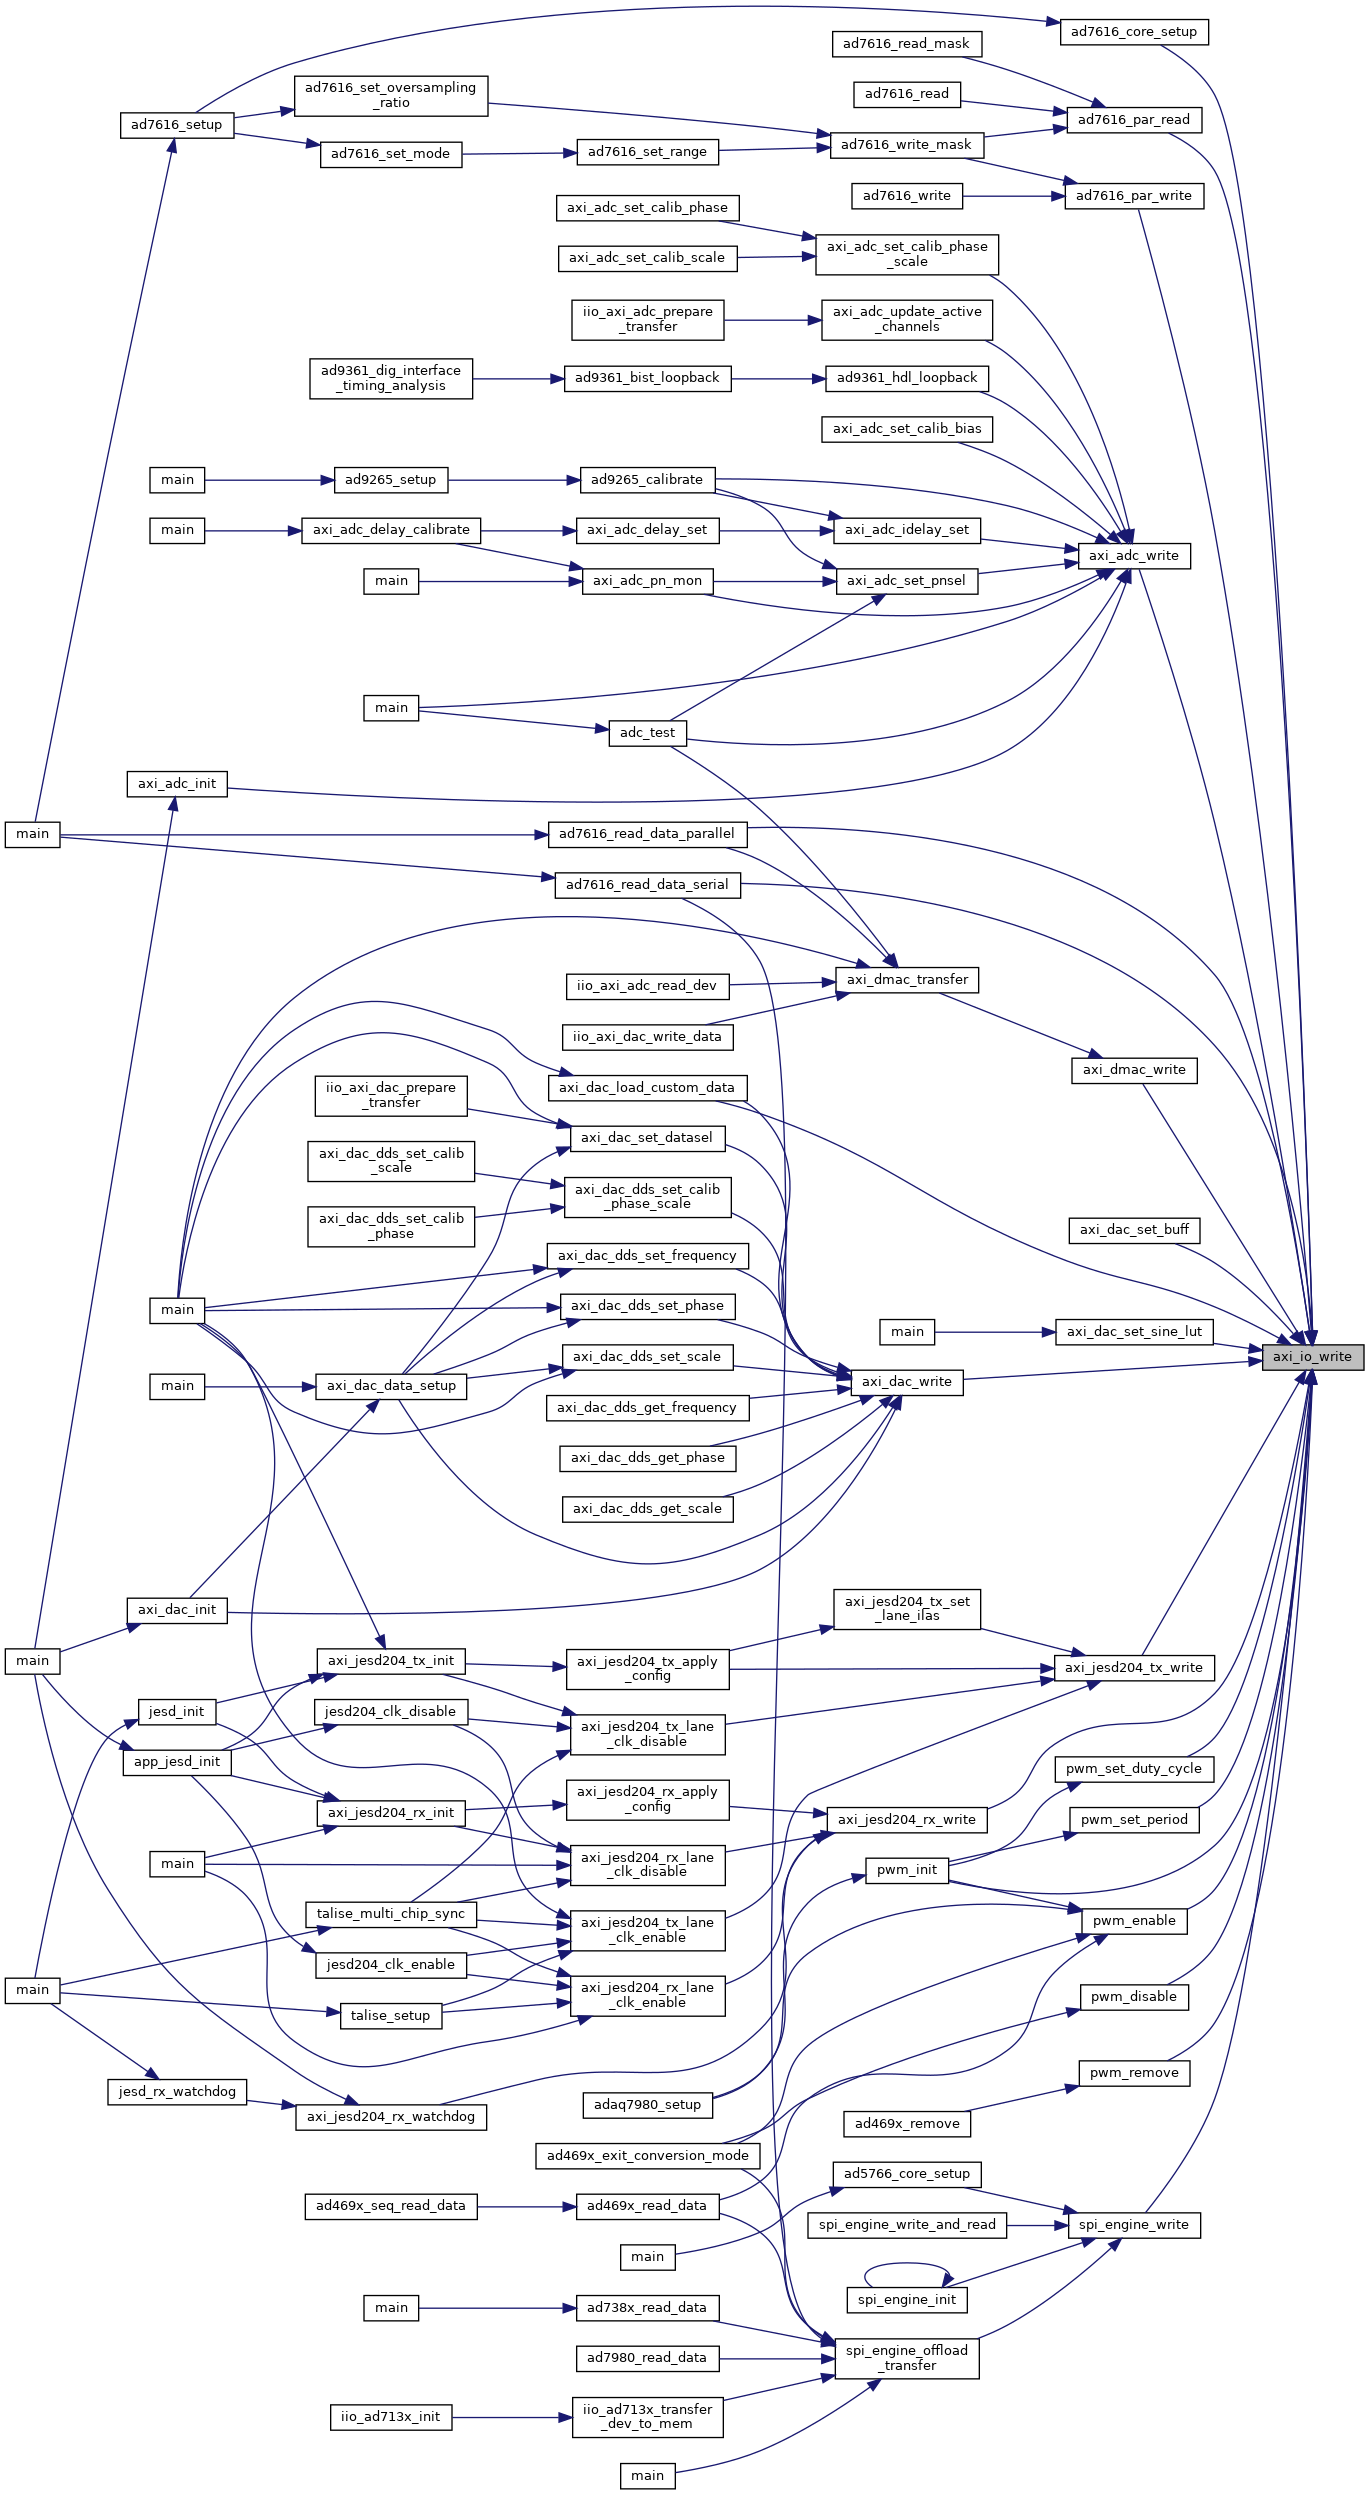 ad7616_core_setup
ad7616_read_mask
ad7616_set_oversampling
_ratio
ad7616_read
ad7616_par_read
ad7616_setup
ad7616_set_mode
ad7616_set_range
ad7616_write_mask
ad7616_write
ad7616_par_write
axi_adc_set_calib_phase
axi_adc_set_calib_phase
_scale
axi_adc_set_calib_scale
iio_axi_adc_prepare
_transfer
axi_adc_update_active
_channels
ad9361_dig_interface
_timing_analysis
ad9361_bist_loopback
ad9361_hdl_loopback
axi_adc_set_calib_bias
main
ad9265_setup
ad9265_calibrate
main
axi_adc_delay_calibrate
axi_adc_delay_set
axi_adc_idelay_set
axi_adc_write
main
axi_adc_pn_mon
axi_adc_set_pnsel
main
adc_test
axi_adc_init
main
ad7616_read_data_parallel
ad7616_read_data_serial
axi_dmac_transfer
iio_axi_adc_read_dev
iio_axi_dac_write_data
axi_dmac_write
iio_axi_dac_prepare
_transfer
axi_dac_load_custom_data
axi_dac_set_datasel
axi_dac_dds_set_calib
_scale
axi_dac_dds_set_calib
_phase_scale
axi_dac_dds_set_calib
_phase
axi_dac_set_buff
axi_dac_dds_set_frequency
main
axi_dac_dds_set_phase
main
axi_dac_set_sine_lut
axi_dac_dds_set_scale
axi_io_write
main
axi_dac_data_setup
axi_dac_write
axi_dac_dds_get_frequency
axi_dac_dds_get_phase
axi_dac_dds_get_scale
axi_dac_init
axi_jesd204_tx_set
_lane_ilas
main
axi_jesd204_tx_init
axi_jesd204_tx_apply
_config
axi_jesd204_tx_write
jesd_init
jesd204_clk_disable
axi_jesd204_tx_lane
_clk_disable
app_jesd_init
pwm_set_duty_cycle
axi_jesd204_rx_init
axi_jesd204_rx_apply
_config
axi_jesd204_rx_write
pwm_set_period
main
axi_jesd204_rx_lane
_clk_disable
pwm_init
talise_multi_chip_sync
axi_jesd204_tx_lane
_clk_enable
pwm_enable
jesd204_clk_enable
main
axi_jesd204_rx_lane
_clk_enable
pwm_disable
talise_setup
jesd_rx_watchdog
axi_jesd204_rx_watchdog
adaq7980_setup
pwm_remove
ad469x_remove
ad469x_exit_conversion_mode
ad5766_core_setup
ad469x_seq_read_data
ad469x_read_data
spi_engine_write_and_read
spi_engine_write
main
spi_engine_init
main
ad738x_read_data
ad7980_read_data
spi_engine_offload
_transfer
iio_ad713x_init
iio_ad713x_transfer
_dev_to_mem
main